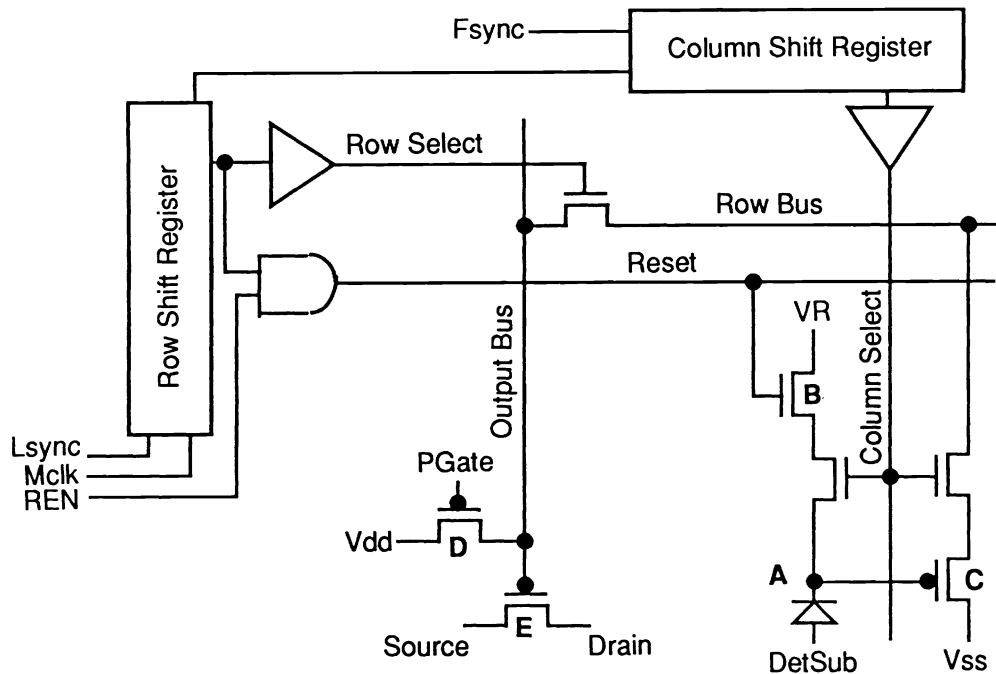 Fsync
Column Shift Register
Row Select
Row Shift Register
Row Bus
Reset
VR
Output Bus
Column Select
B
Lsync
Mclk
REN
PGate
Vdd
D
A
C
E
Source
Drain
DetSub
Vss